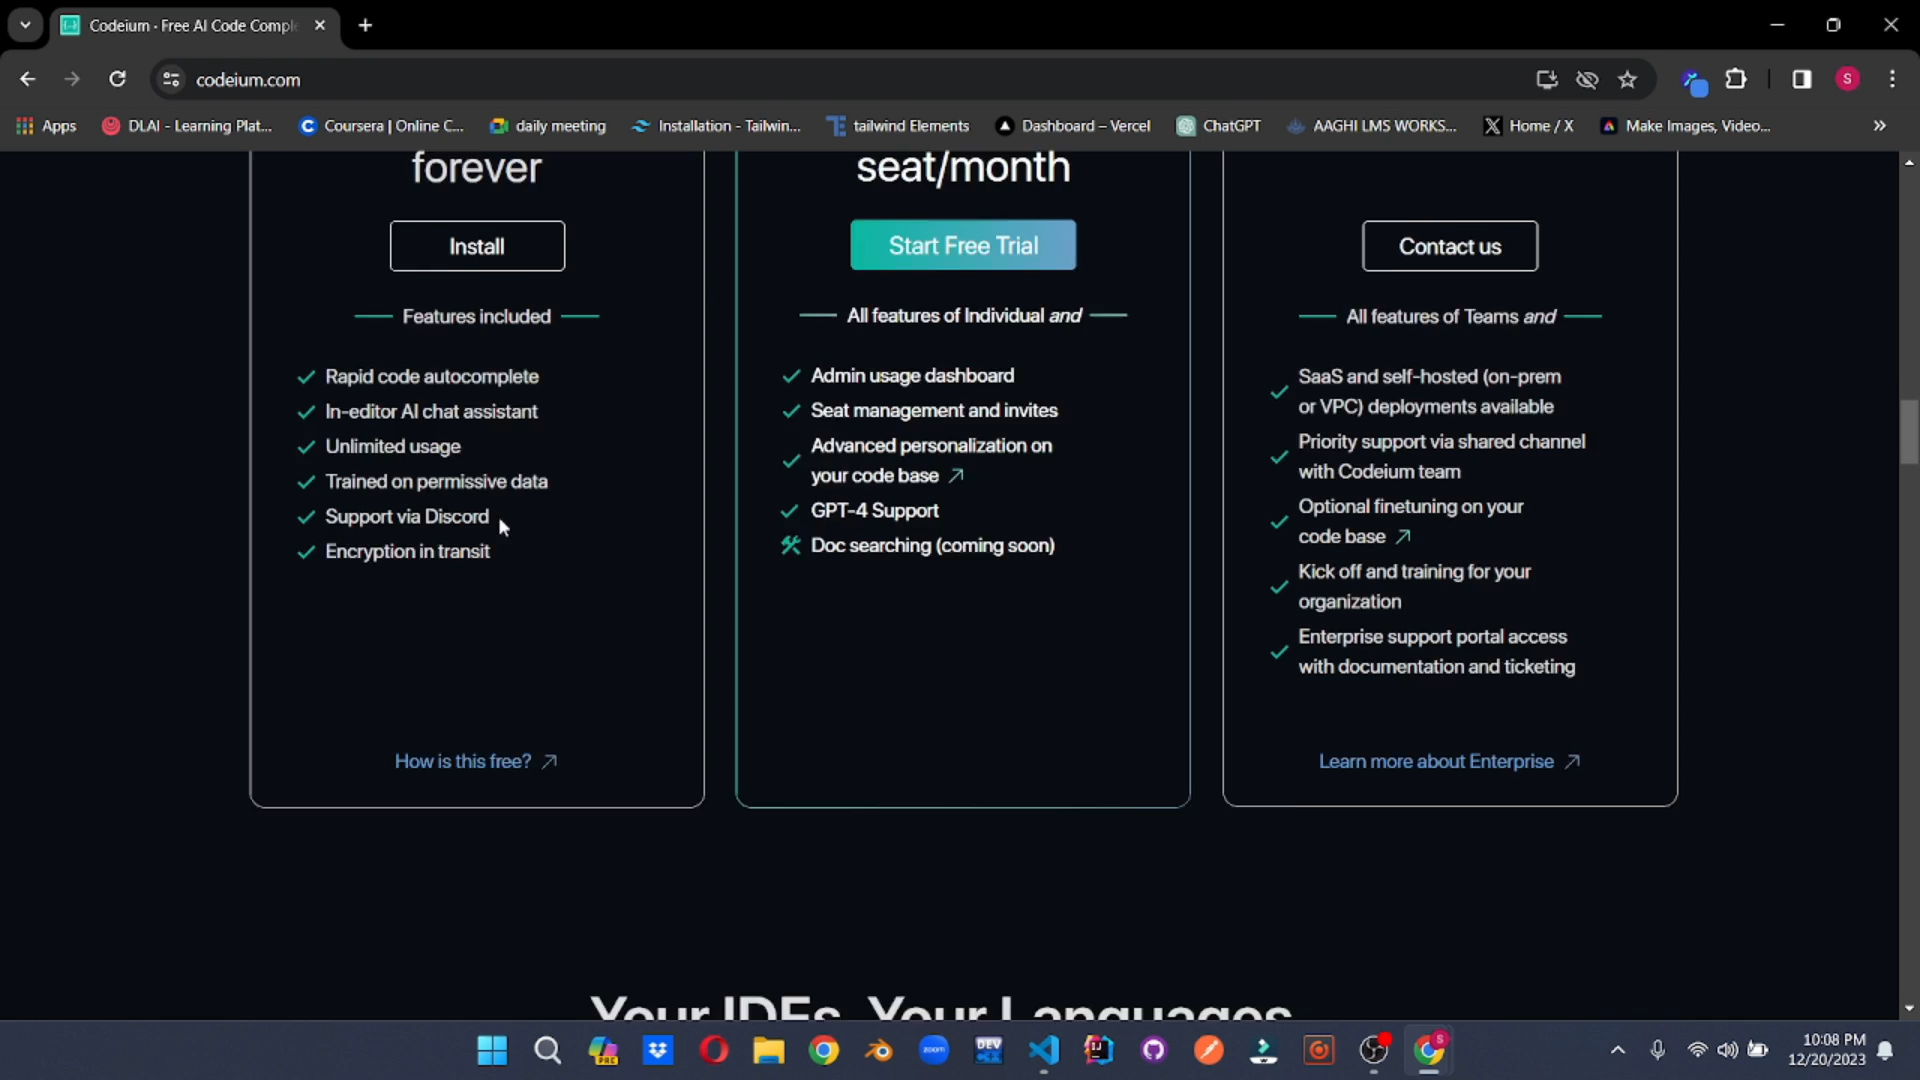 Codeium - Free AI Code Compl
codeium.com
S
Apps
DLAI - Learning Plat...
Coursera | Online C...
daily meeting
Installation - Tailwin...
tailwind Elements
Dashboard – Vercel
ChatGPT
AAGHI LMS WORKS...
Home / X
Make Images, Video...
forever
Install
Features included
Rapid code autocomplete
In-editor AI chat assistant
Unlimited usage
Trained on permissive data
Support via Discord
Encryption in transit
How is this free?
seat/month
Start Free Trial
All features of Individual and
Admin usage dashboard
Seat management and invites
Advanced personalization on
your code base
GPT-4 Support
Doc searching (coming soon)
Contact us
All features of Teams and
SaaS and self-hosted (on-prem
or VPC) deployments available
Priority support via shared channel
with Codeium team
Optional finetuning on your
code base
Kick off and training for your
organization
Enterprise support portal access
with documentation and ticketing
Learn more about Enterprise
Your IDEs, Your Languages
PRE
zoom
DEV
S
10:08 PM
12/20/2023